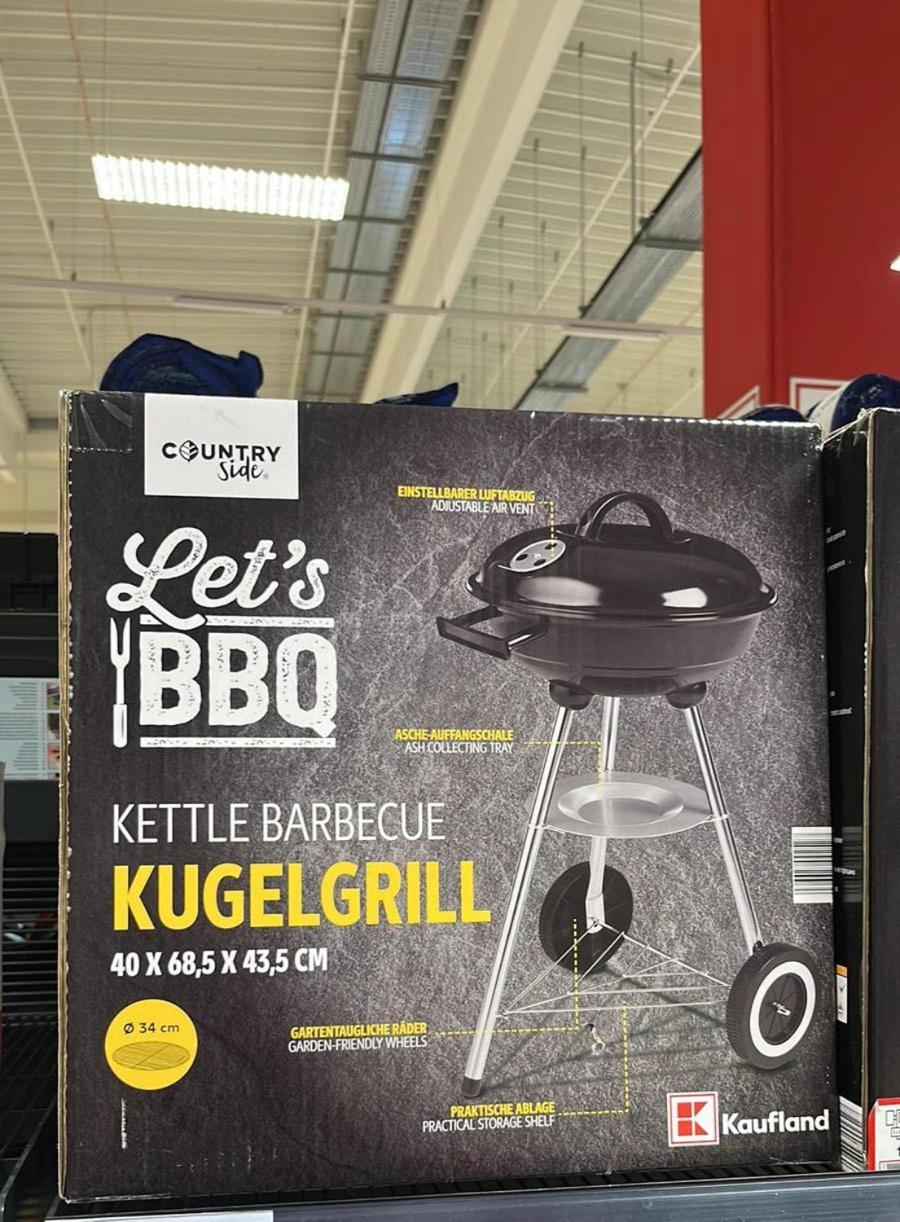 COUNTRY
Side®
Let's
BBQ
EINSTELLBARER LUFTABZUG
ADJUSTABLE AIR VENT
ASCHE-AUFFANGSCHALE
ASH COLLECTING TRAY
KETTLE BARBECUE
KUGELGRILL
40 X 68,5 X 43,5 CM
Ø 34 cm
GARTENTAUGLICHE RÄDER
GARDEN-FRIENDLY WHEELS
PRAKTISCHE ABLAGE
PRACTICAL STORAGE SHELF
Kaufland